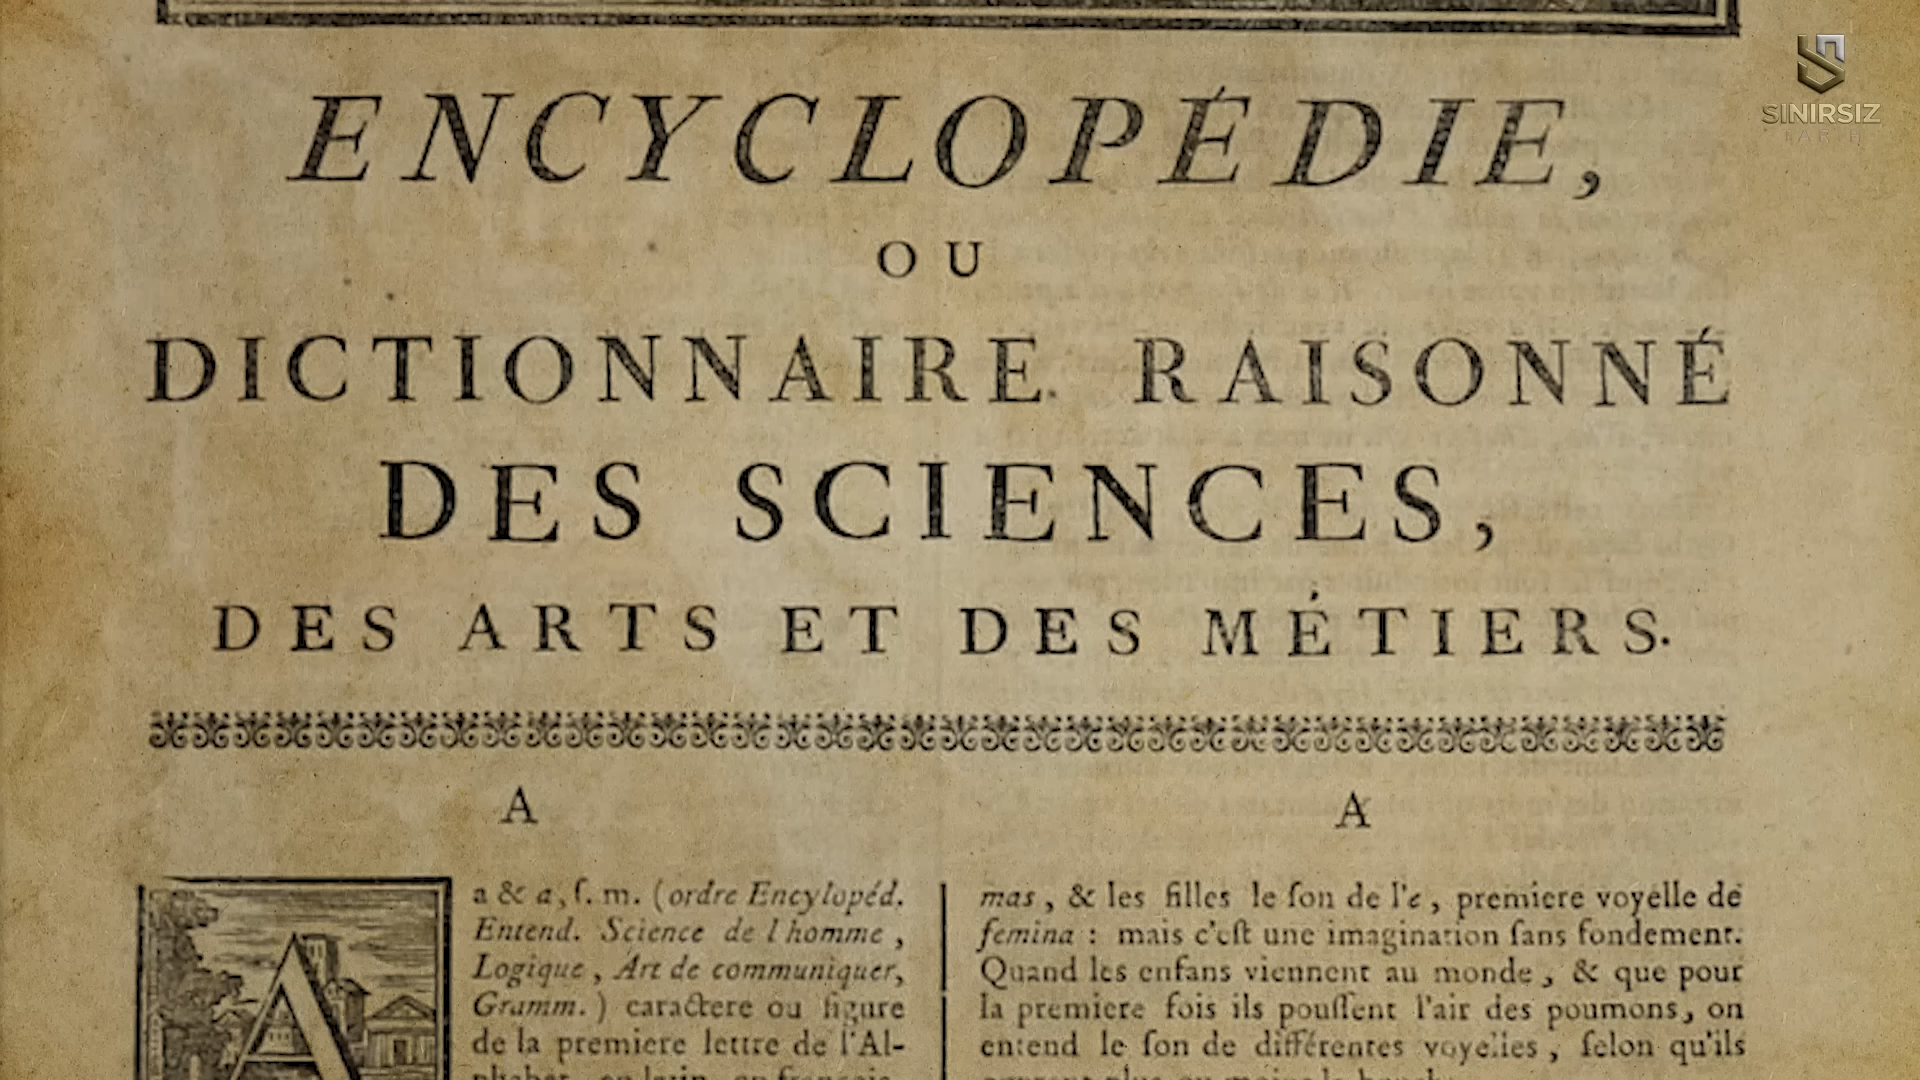 SINIRSIZ
ENCYCLOPÉDIE,
OU
DICTIONNAIRE RAISONNÉ
DES SCIENCES,
DES ARTS ET DES MÉTIERS.
A
a & a, ſ. m. (ordre Encylopéd.
Entend. Science de l'homme,
Logique, Art de communiquer,
Gramm.) caractere ou figure
de la premiere lettre de l'Al-
A
mas, & les filles le ſon de l'e, premiere voyelle de
femina : mais c'eſt une imagination ſans fondement.
Quand les enfans viennent au monde, & que pour
la premiere fois ils pouſſent l'air des poumons, on
entend le ſon de différentes voyelles, ſelon qu'ils